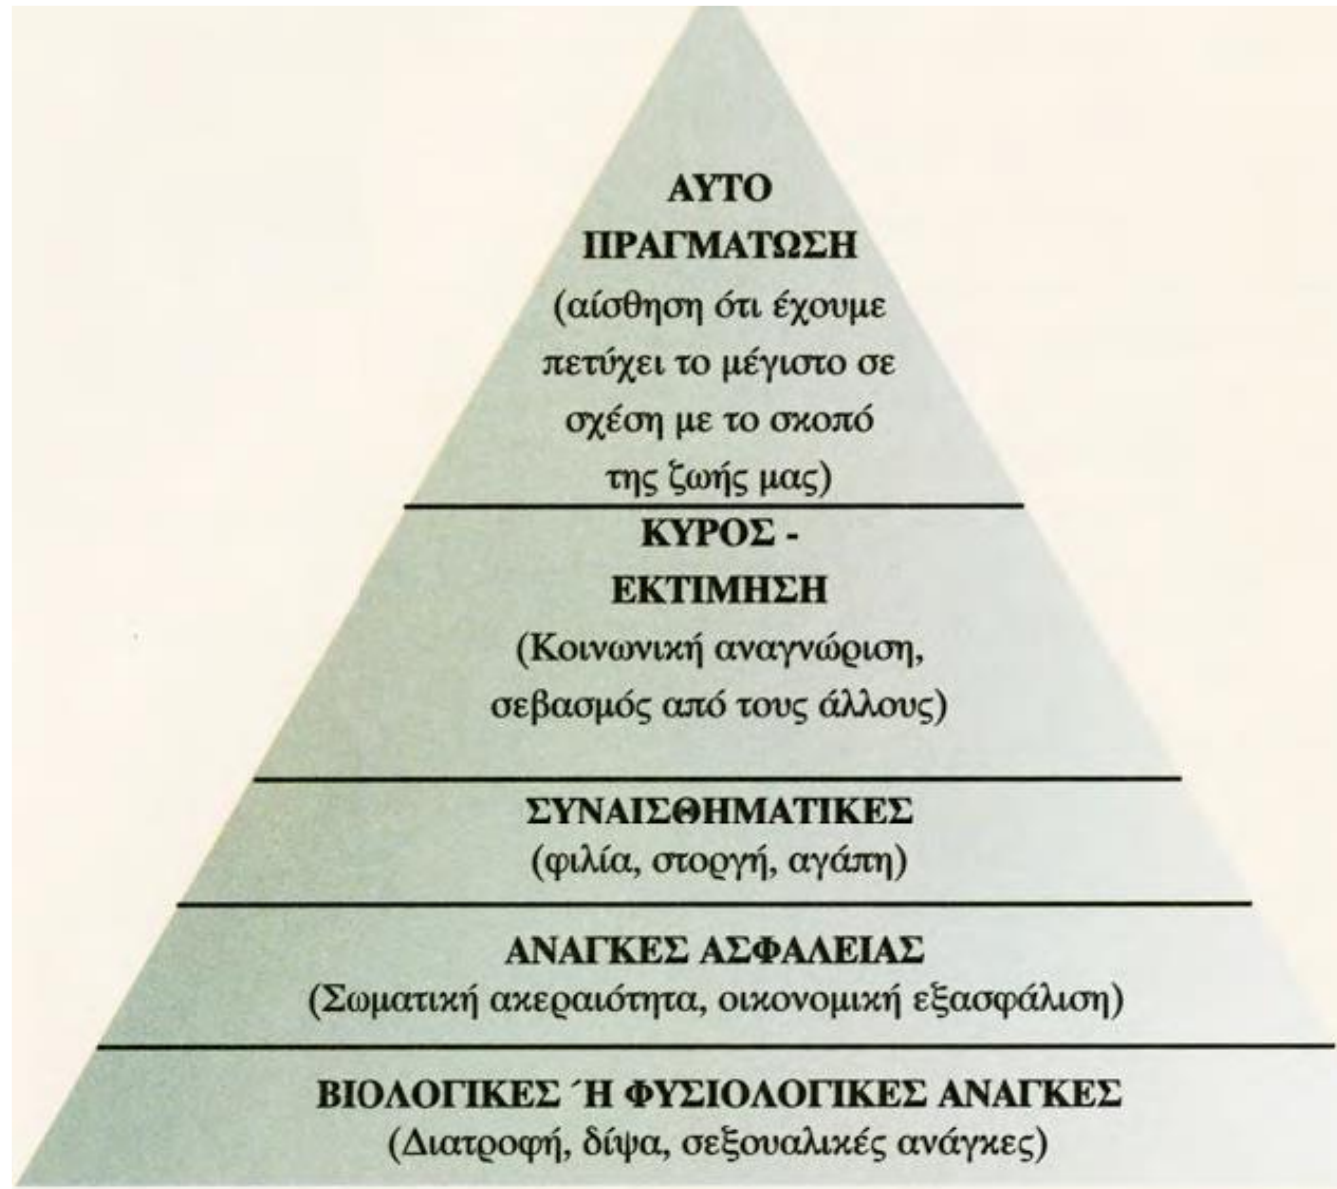 ΑΥΤΟ
ΠΡΑΓΜΑΤΩΣΗ
(αίσθηση ότι έχουμε
πετύχει το μέγιστο σε
σχέση με το σκοπό
της ζωής μας)
ΚΥΡΟΣ -
ΕΚΤΙΜΗΣΗ
(Κοινωνική αναγνώριση,
σεβασμός από τους άλλους)
ΣΥΝΑΙΣΘΗΜΑΤΙΚΕΣ
(φιλία, στοργή, αγάπη)
ΑΝΑΓΚΕΣ ΑΣΦΑΛΕΙΑΣ
(Σωματική ακεραιότητα, οικονομική εξασφάλιση)
ΒΙΟΛΟΓΙΚΕΣ Ή ΦΥΣΙΟΛΟΓΙΚΕΣ ΑΝΑΓΚΕΣ
(Διατροφή, δίψα, σεξουαλικές ανάγκες)